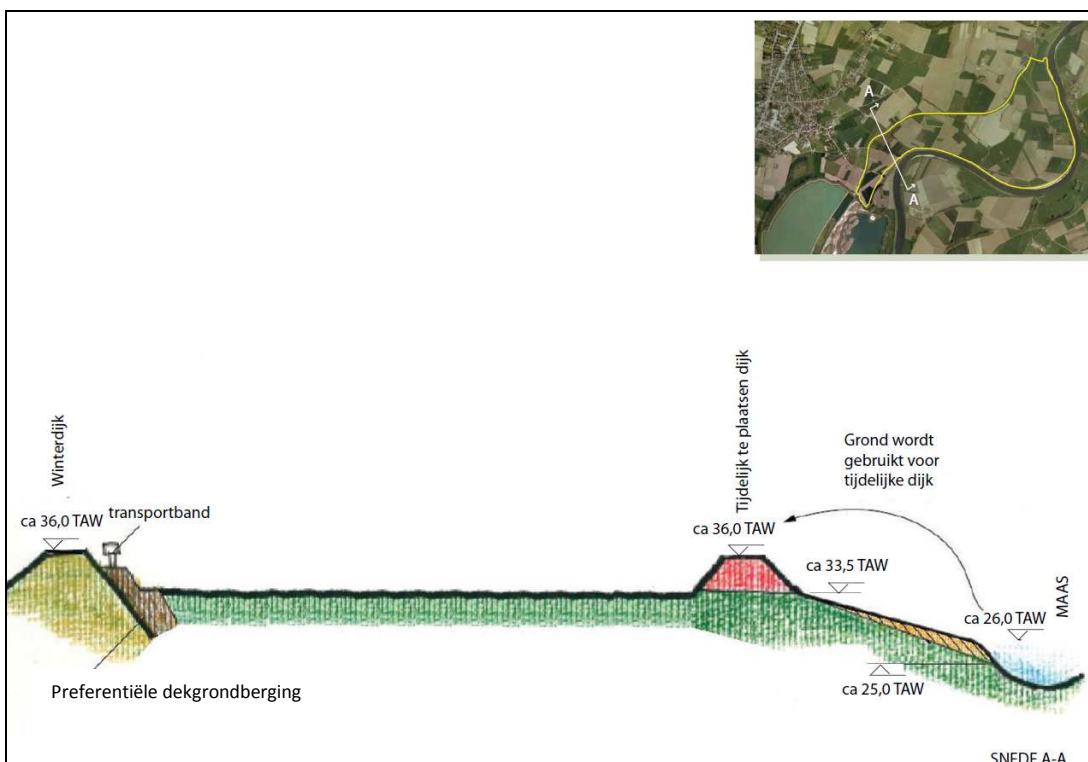 A
A
Winterdijk
ca 36,0 TAW
transportband
Preferentiële dekgrondberging
Tijdelijk te plaatsen dijk
ca 36,0 TAW
Grond wordt
gebruikt voor
tijdelijke dijk
ca 33,5 TAW
ca 26,0 TAW
MAAS
ca 25,0 TAW
SNEDE A-A